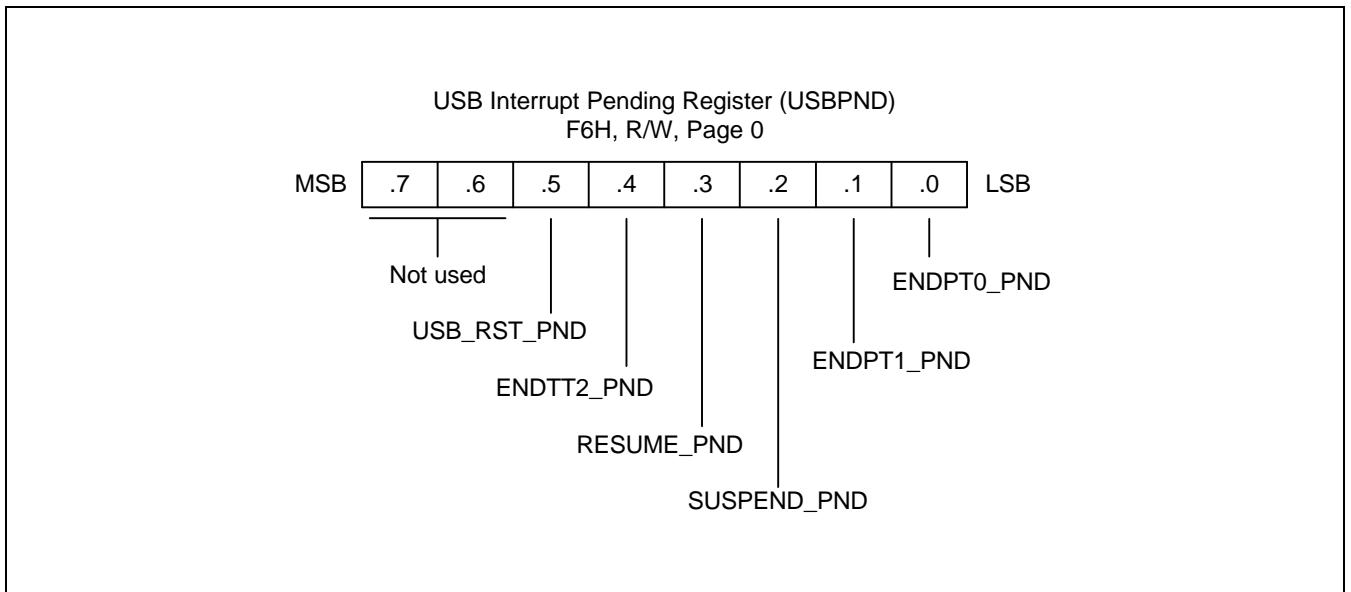 USB Interrupt Pending Register (USBPND)
F6H, R/W, Page 0
MSB .7 .6 .5 .4 .3 .2 .1 .0 LSB
Not used
ENDPT0_PND
USB_RST_PND
ENDPT1_PND
ENDTT2_PND
RESUME_PND
SUSPEND_PND